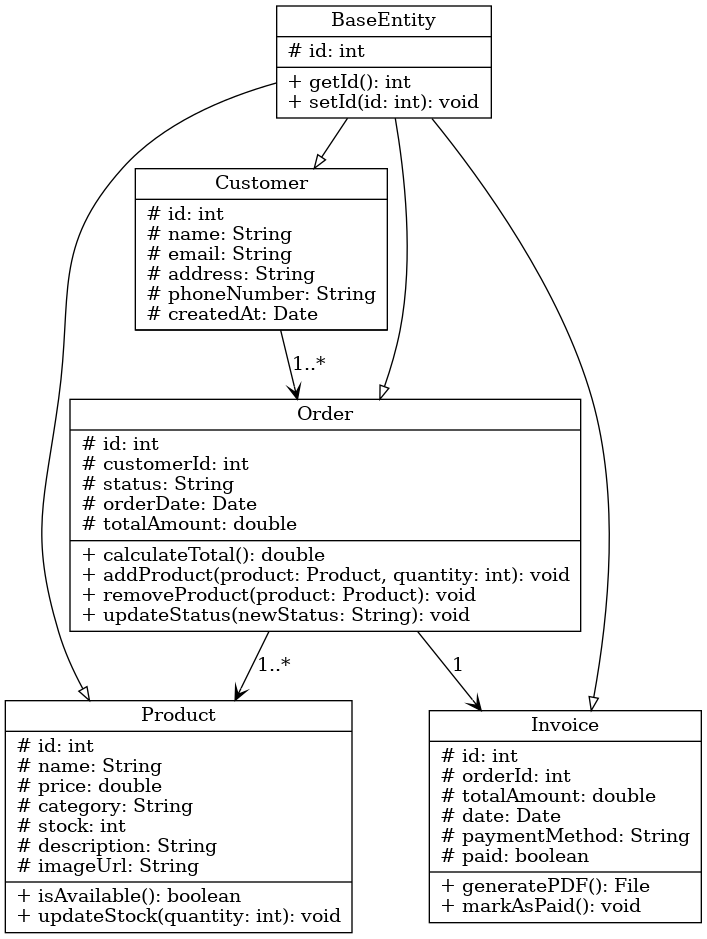 BaseEntity
# id: int
+ getId(): int
+ setId(id: int): void
Customer
# id: int
# name: String
# email: String
# address: String
# phoneNumber: String
# createdAt: Date
1..*
Order
# id: int
# customerId: int
# status: String
# orderDate: Date
# totalAmount: double
+ calculateTotal(): double
+ addProduct(product: Product, quantity: int): void
+ removeProduct(product: Product): void
+ updateStatus(newStatus: String): void
1..*
1
Product
# id: int
# name: String
# price: double
# category: String
# stock: int
# description: String
# imageUrl: String
+ isAvailable(): boolean
+ updateStock(quantity: int): void
Invoice
# id: int
# orderId: int
# totalAmount: double
# date: Date
# paymentMethod: String
# paid: boolean
+ generatePDF(): File
+ markAsPaid(): void